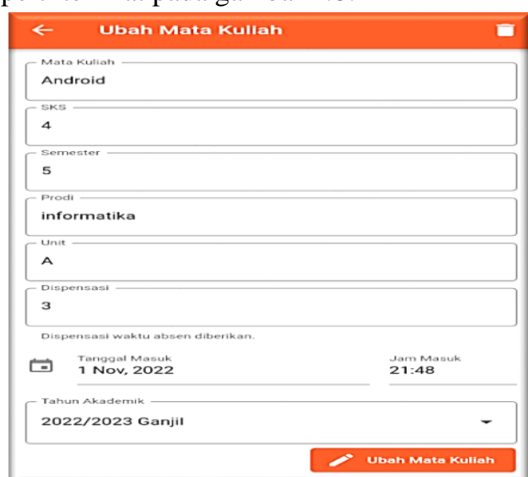 Ubah Mata Kuliah
Mata Kuliah
Android
SKS
4
Semester
5
Prodi
informatika
Unit
A
Dispensasi
3
Dispensasi waktu absen diberikan.
Tanggal Masuk Jam Masuk
1 Nov, 2022 21:48
Tahun Akademik
2022/2023 Ganjil
Ubah Mata Kuliah